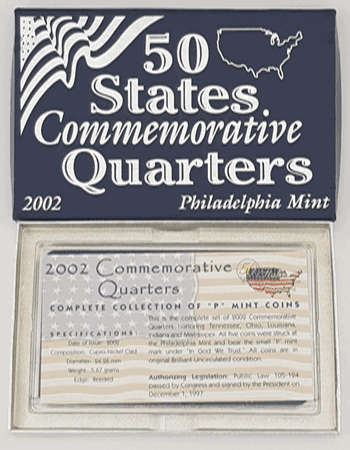 50
States
Commemorative
Quarters
2002 Philadelphia Mint
2002 Commemorative
Quarters
COMPLETE COLLECTION OF "P" MINT COINS
SPECIFICATIONS:
Date of Issue: 2002
Composition: Cupro-Nickel Clad
Diameter: 24.26 mm
Weight: 5.67 grams
Edge: Reeded
This is the complete set of 2002 Commemorative
Quarters honoring Tennessee, Ohio, Louisiana,
Indiana and Mississippi. All five coins were struck at
the Philadelphia Mint and bear the small "P" mint
mark under "In God We Trust." All coins are in
original Brilliant Uncirculated condition.
Authorizing Legislation: Public Law 105-124
passed by Congress and signed by the President on
December 1, 1997